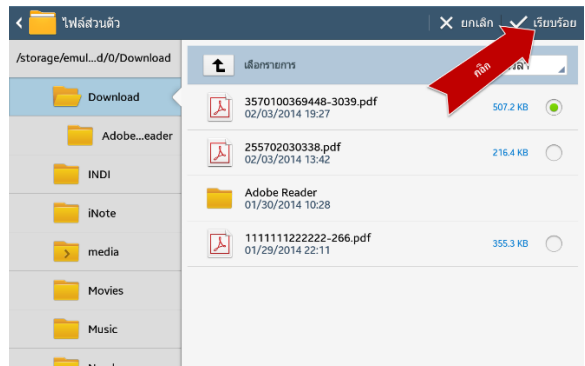 ไฟล์ส่วนตัว
ยกเลิก
เรียบร้อย
/storage/emul...d/0/Download
Download
Adobe...eader
INDI
iNote
media
Movies
Music
เลือกรายการ
คลิก
3570100369448-3039.pdf
02/03/2014 19:27
507.2 KB
255702030338.pdf
02/03/2014 13:42
216.4 KB
Adobe Reader
01/30/2014 10:28
1111111222222-266.pdf
01/29/2014 22:11
355.3 KB